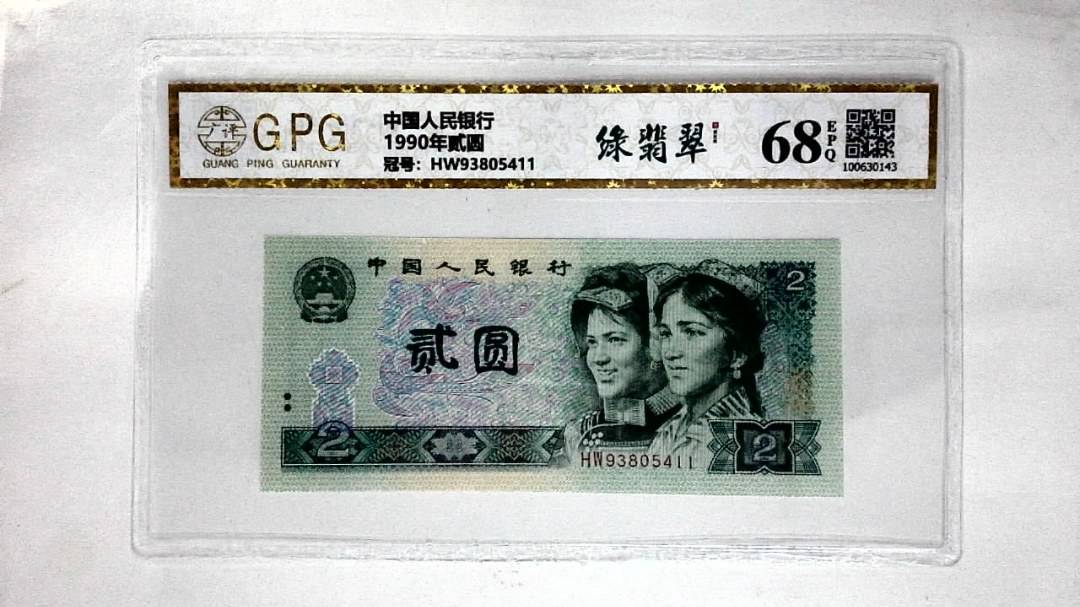 广评
GPG
GUANG PING GUARANTY
中国人民银行
1990年贰圆
冠号：HW93805411
绿翡翠
68
EPQ
100630143
中国人民银行
2
贰圆
2
HW93805411
2